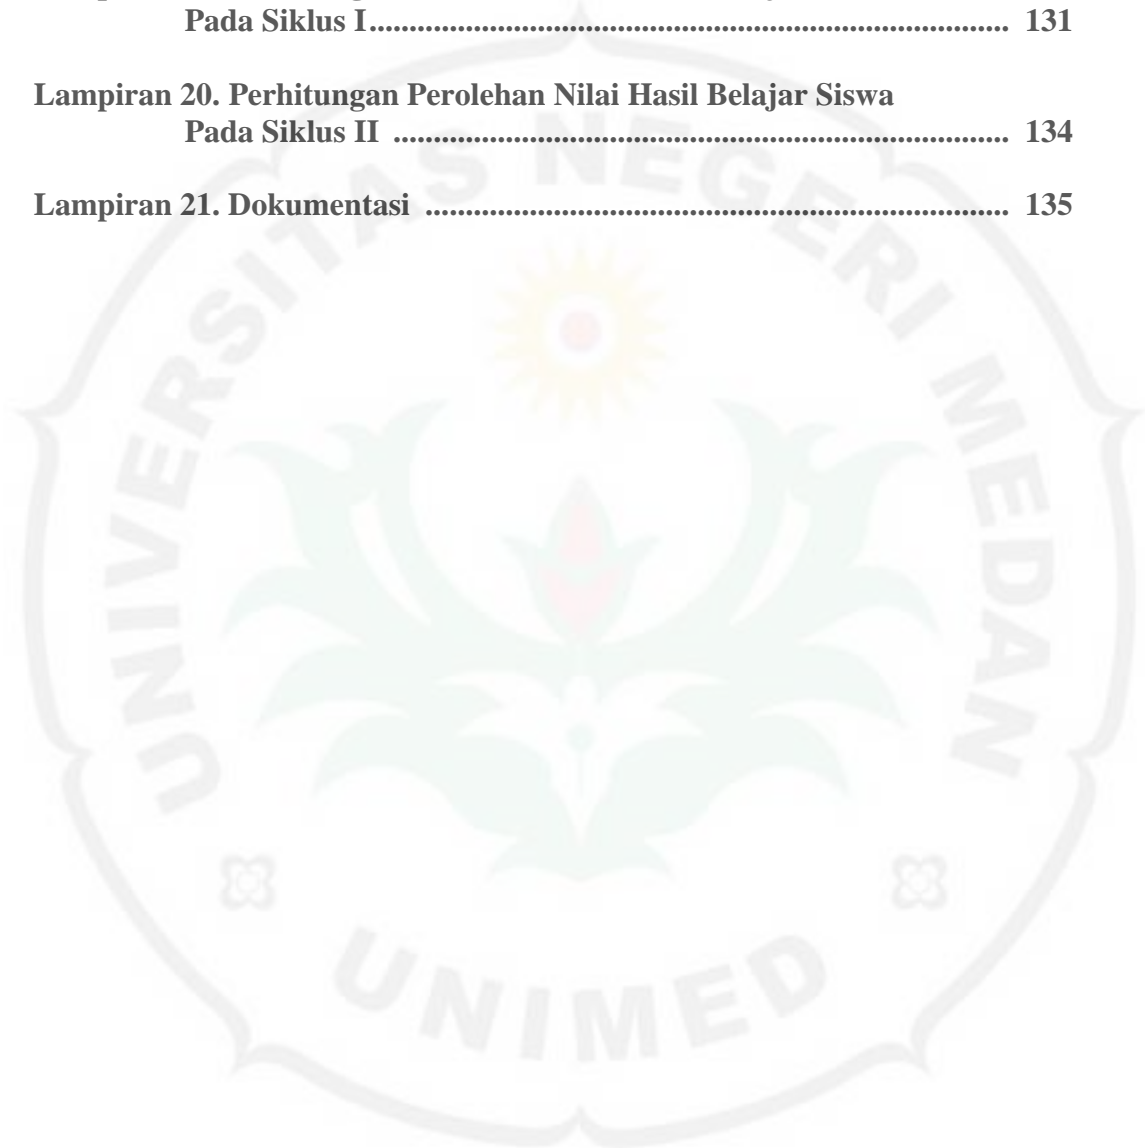 Pada Siklus I................................................................................ 131
Lampiran 20. Perhitungan Perolehan Nilai Hasil Belajar Siswa
Pada Siklus II ............................................................................. 134
Lampiran 21. Dokumentasi ......................................................................... 135
UNIVERSITAS NEGERI MEDAN
UNIMED